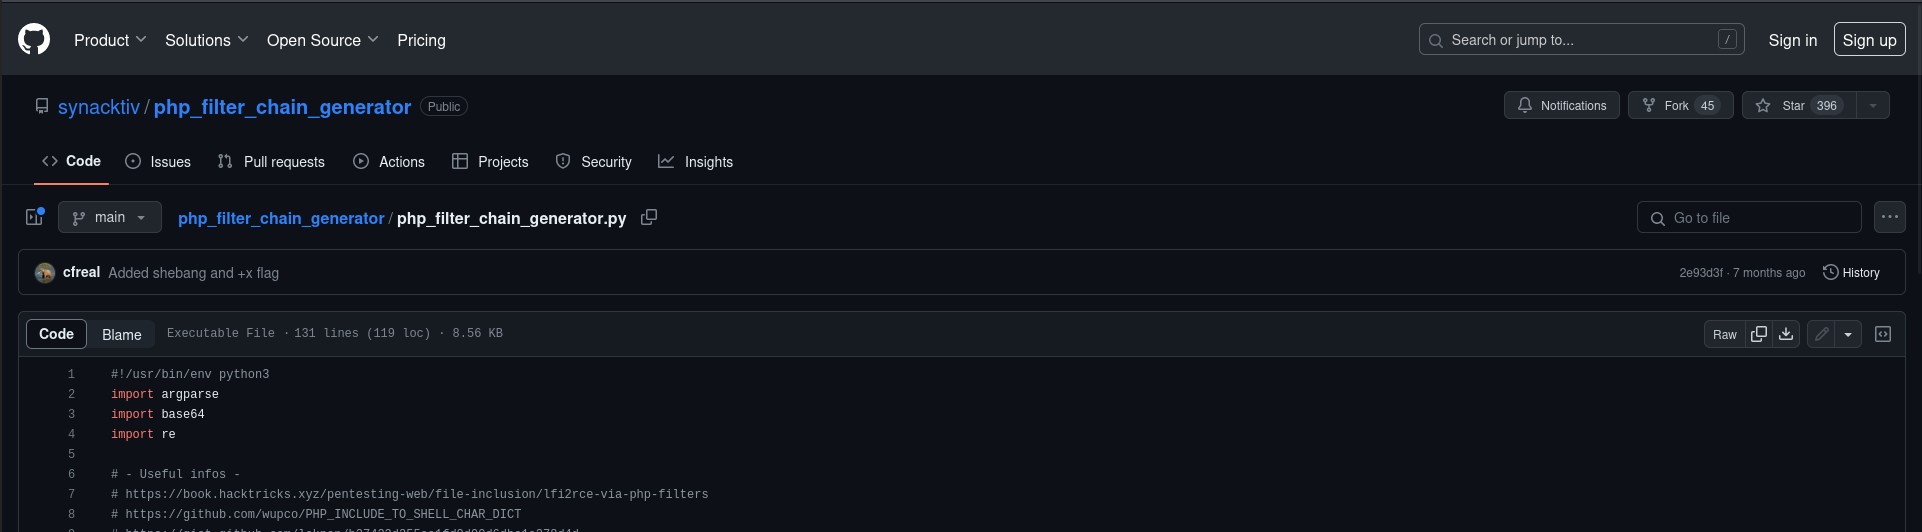 Product Solutions Open Source Pricing Search or jump to... / Sign in Sign up
synacktiv / php_filter_chain_generator Public Notifications Fork 45 Star 396
Code Issues Pull requests Actions Projects Security Insights
main php_filter_chain_generator / php_filter_chain_generator.py Go to file
cfreal Added shebang and +x flag 2e93d3f · 7 months ago History
Code Blame Executable File · 131 lines (119 loc) · 8.56 KB Raw
1 #!/usr/bin/env python3
2 import argparse
3 import base64
4 import re
5
6 # - Useful infos -
7 # https://book.hacktricks.xyz/pentesting-web/file-inclusion/lfi2rce-via-php-filters
8 # https://github.com/wupco/PHP_INCLUDE_TO_SHELL_CHAR_DICT